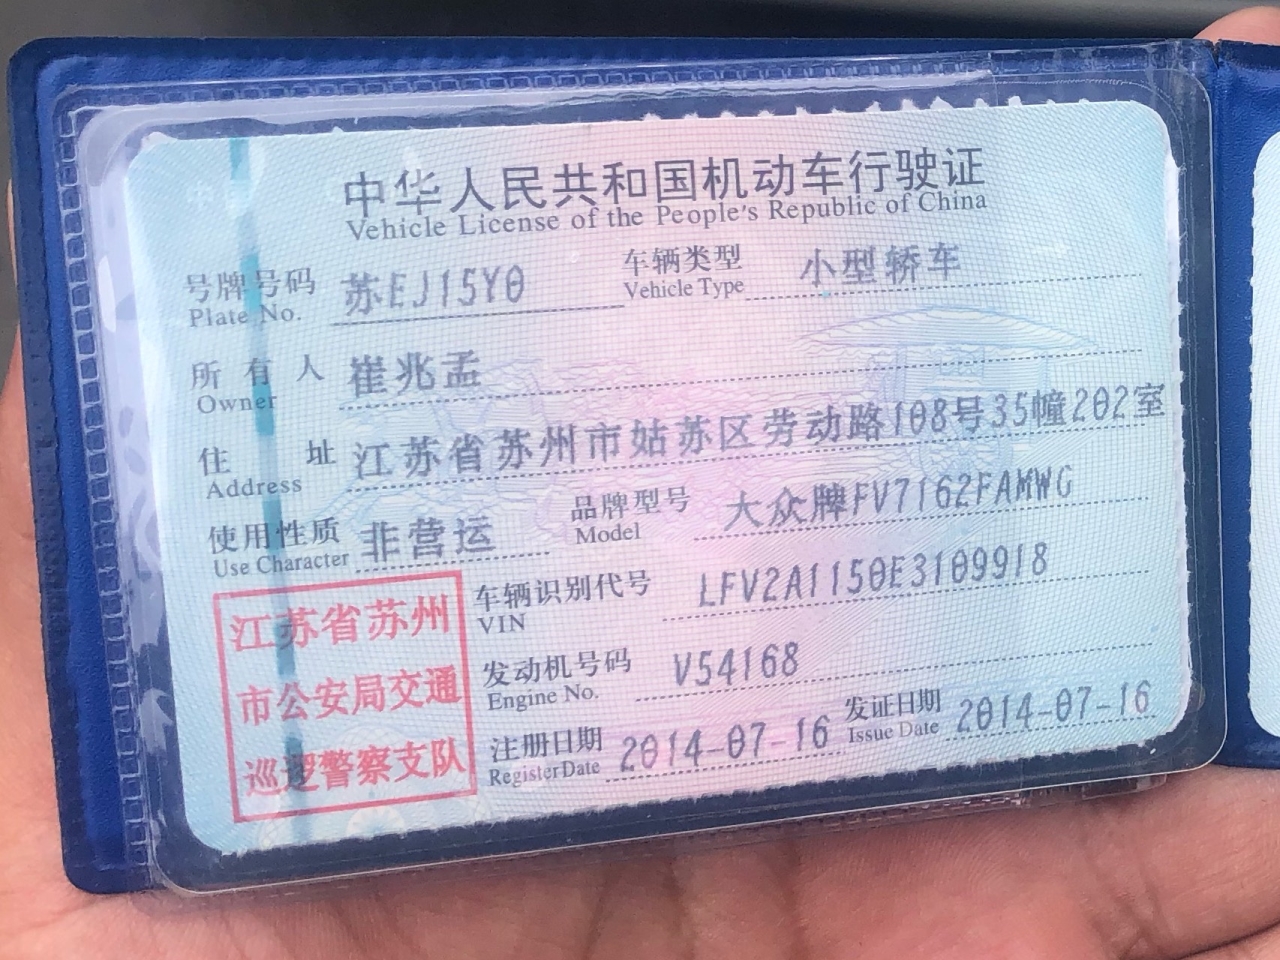 中华人民共和国机动车行驶证
Vehicle License of the People's Republic of China
号牌号码 苏EJ15Y0 车辆类型 小型轿车
Plate No. Vehicle Type
所有人 崔兆孟
Owner
住址 江苏省苏州市姑苏区劳动路108号35幢202室
Address
使用性质 非营运 品牌型号 大众牌FV7162FAMWG
Use Character Model
车辆识别代号 LFV2A1150E3109918
VIN
发动机号码 V54168
Engine No.
注册日期 2014-07-16 发证日期 2014-07-16
RegisterDate Issue Date
江苏省苏州
市公安局交通
巡逻警察支队